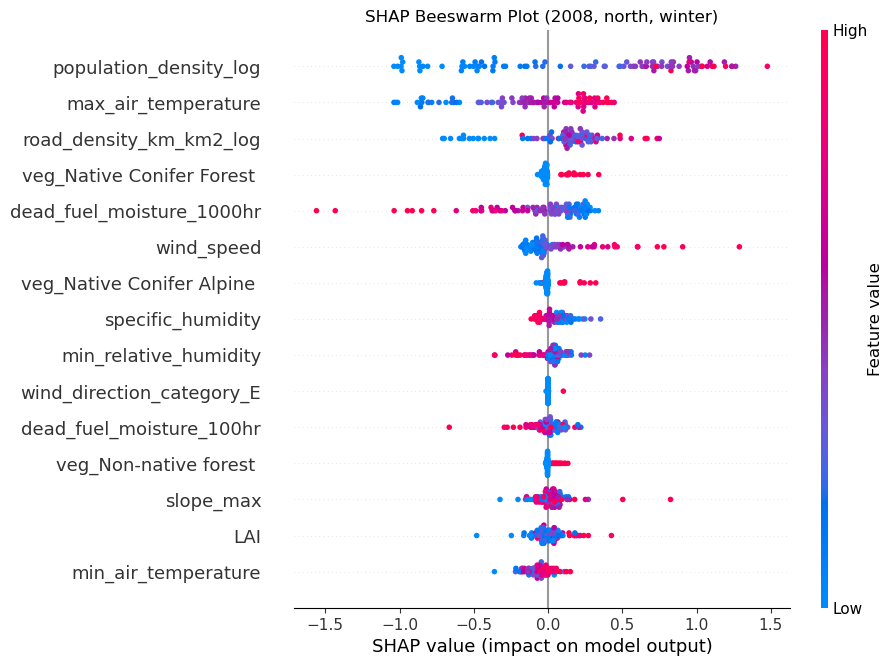 SHAP Beeswarm Plot (2008, north, winter)
High
population_density_log
max_air_temperature
road_density_km_km2_log
veg_Native Conifer Forest
dead_fuel_moisture_1000hr
wind_speed
veg_Native Conifer Alpine
specific_humidity
min_relative_humidity
wind_direction_category_E
dead_fuel_moisture_100hr
veg_Non-native forest
slope_max
LAI
min_air_temperature
Feature value
Low
−1.5 −1.0 −0.5 0.0 0.5 1.0 1.5
SHAP value (impact on model output)